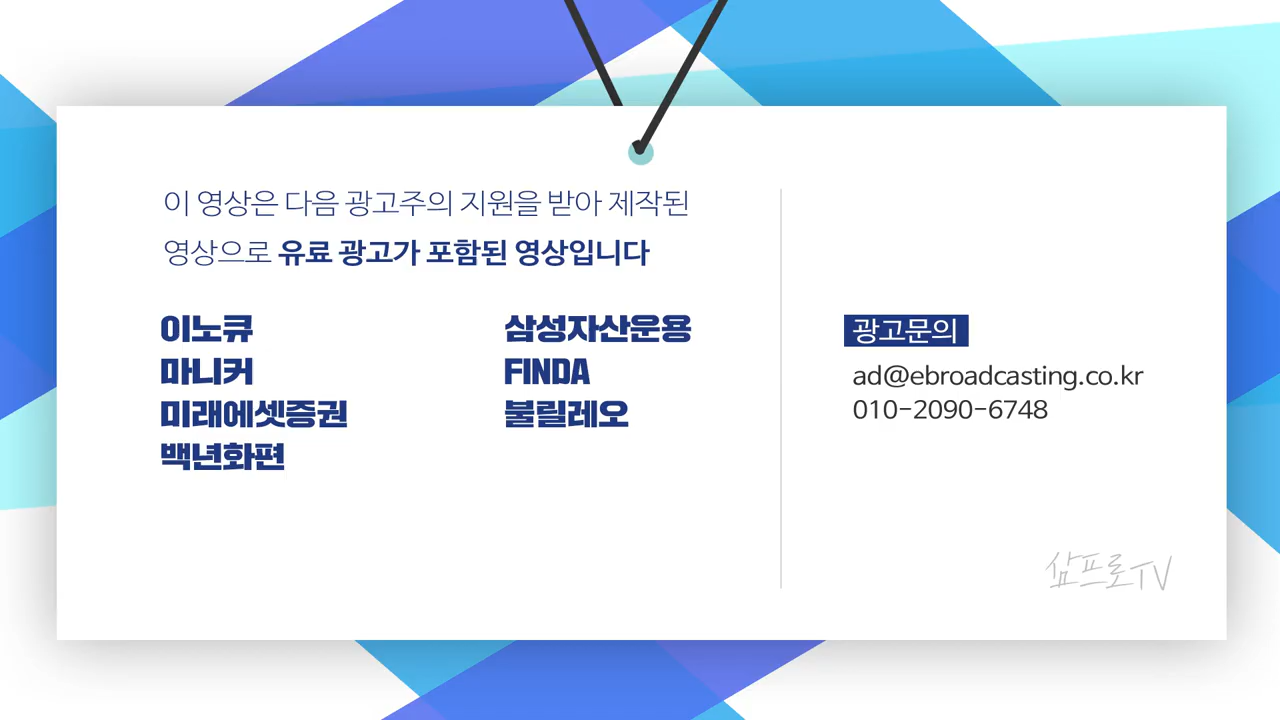 이 영상은 다음 광고주의 지원을 받아 제작된
영상으로 유료 광고가 포함된 영상입니다
이노큐
마니커
미래에셋증권
백년화편
삼성자산운용
FINDA
불릴레오
광고문의
ad@ebroadcasting.co.kr
010-2090-6748
삼프로TV